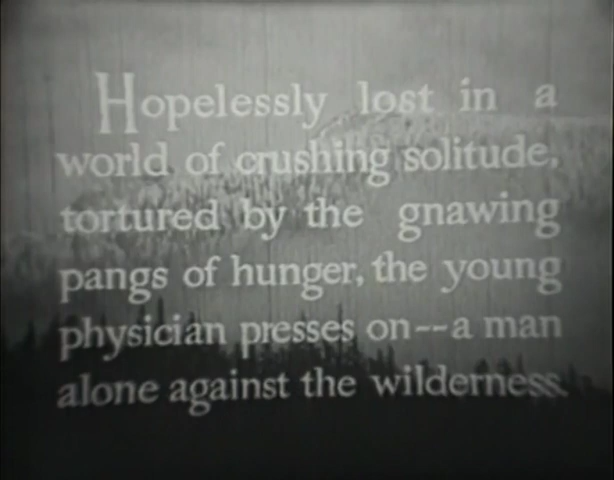 Hopelessly lost in a
world of crushing solitude,
tortured by the gnawing
pangs of hunger, the young
physician presses on--a man
alone against the wilderness.